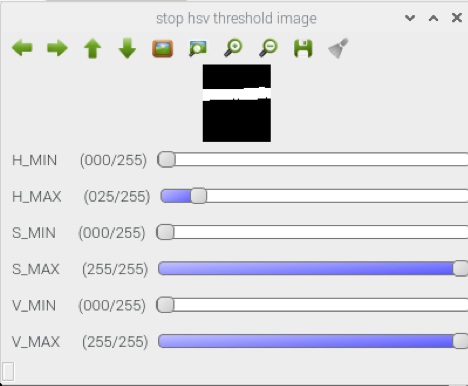 stop hsv threshold image
H_MIN (000/255)
H_MAX (025/255)
S_MIN (000/255)
S_MAX (255/255)
V_MIN (000/255)
V_MAX (255/255)